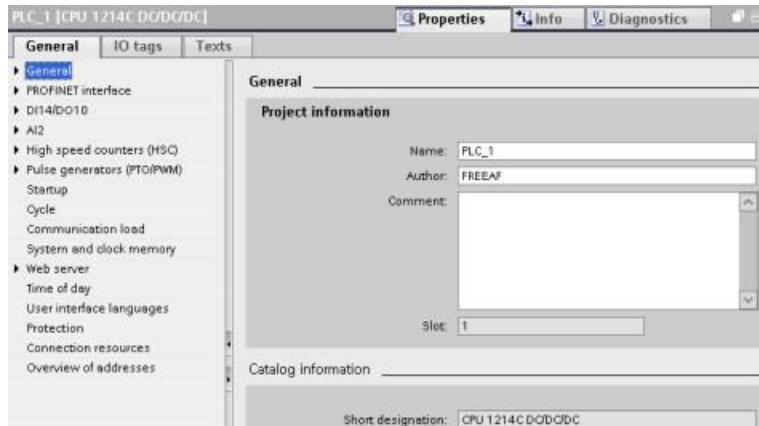 PLC_1 [CPU 1214C DC/DC/DC]
Properties Info Diagnostics
General IO tags Texts
General
PROFINET interface
DI14/DO10
AI2
High speed counters (HSC)
Pulse generators (PTO/PWM)
Startup
Cycle
Communication load
System and clock memory
Web server
Time of day
User interface languages
Protection
Connection resources
Overview of addresses
General
Project information
Name: PLC_1
Author: FREEAF
Comment:
Slot: 1
Catalog information
Short designation: CPU 1214C DC/DC/DC